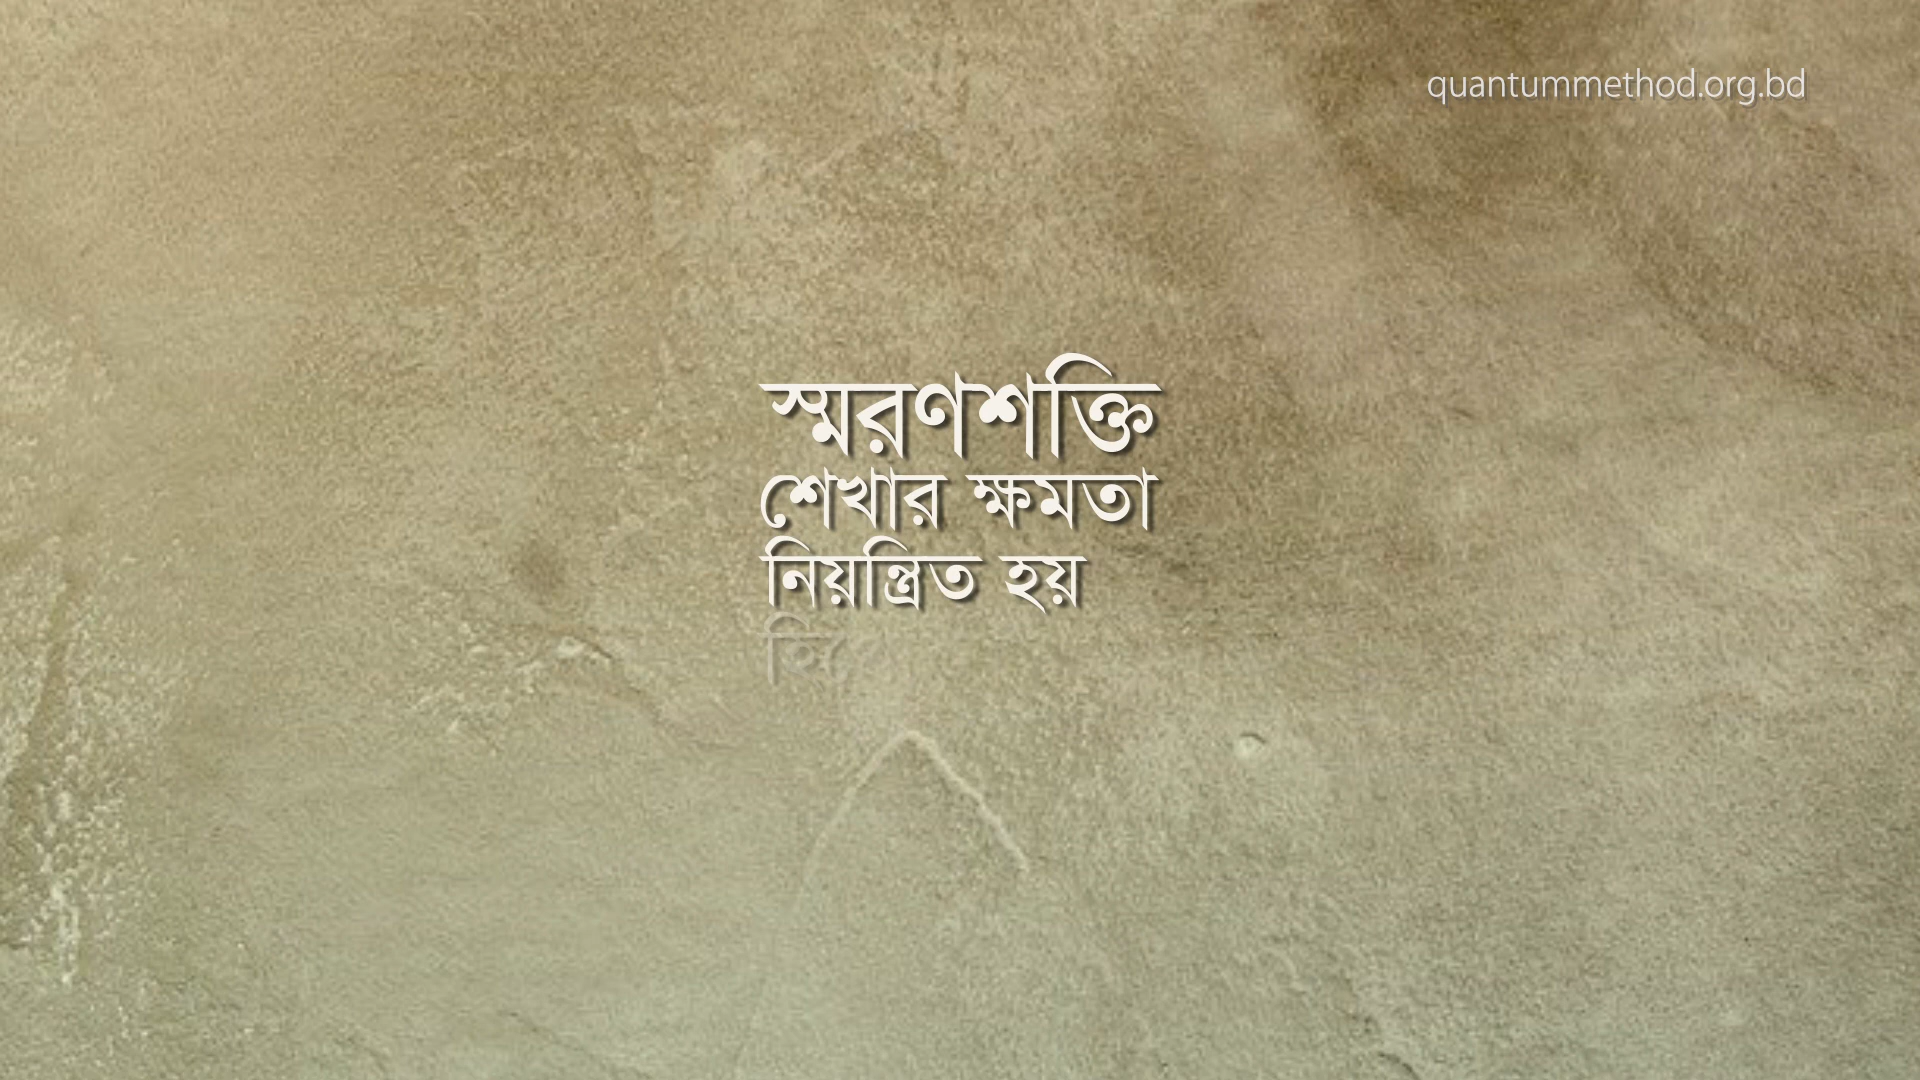 quantummethod.org.bd
স্মরণশক্তি
শেখার ক্ষমতা
নিয়ন্ত্রিত হয়